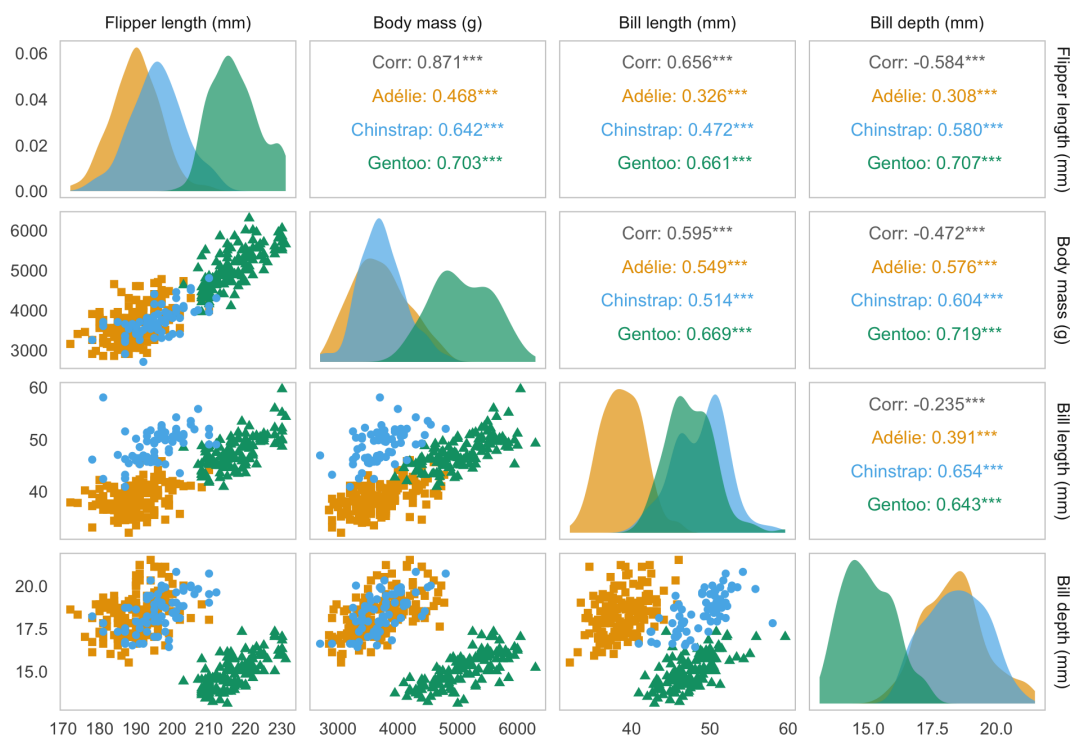 Flipper length (mm) Body mass (g) Bill length (mm) Bill depth (mm)
0.06
0.04
0.02
0.00
Corr: 0.871***
Adélie: 0.468***
Chinstrap: 0.642***
Gentoo: 0.703***
Corr: 0.656***
Adélie: 0.326***
Chinstrap: 0.472***
Gentoo: 0.661***
Corr: -0.584***
Adélie: 0.308***
Chinstrap: 0.580***
Gentoo: 0.707***
Flipper length (mm)
6000
5000
4000
3000
Corr: 0.595***
Adélie: 0.549***
Chinstrap: 0.514***
Gentoo: 0.669***
Corr: -0.472***
Adélie: 0.576***
Chinstrap: 0.604***
Gentoo: 0.719***
Body mass (g)
60
50
40
Corr: -0.235***
Adélie: 0.391***
Chinstrap: 0.654***
Gentoo: 0.643***
Bill length (mm)
20.0
17.5
15.0
Bill depth (mm)
170 180 190 200 210 220 230 3000 4000 5000 6000 40 50 60 15.0 17.5 20.0